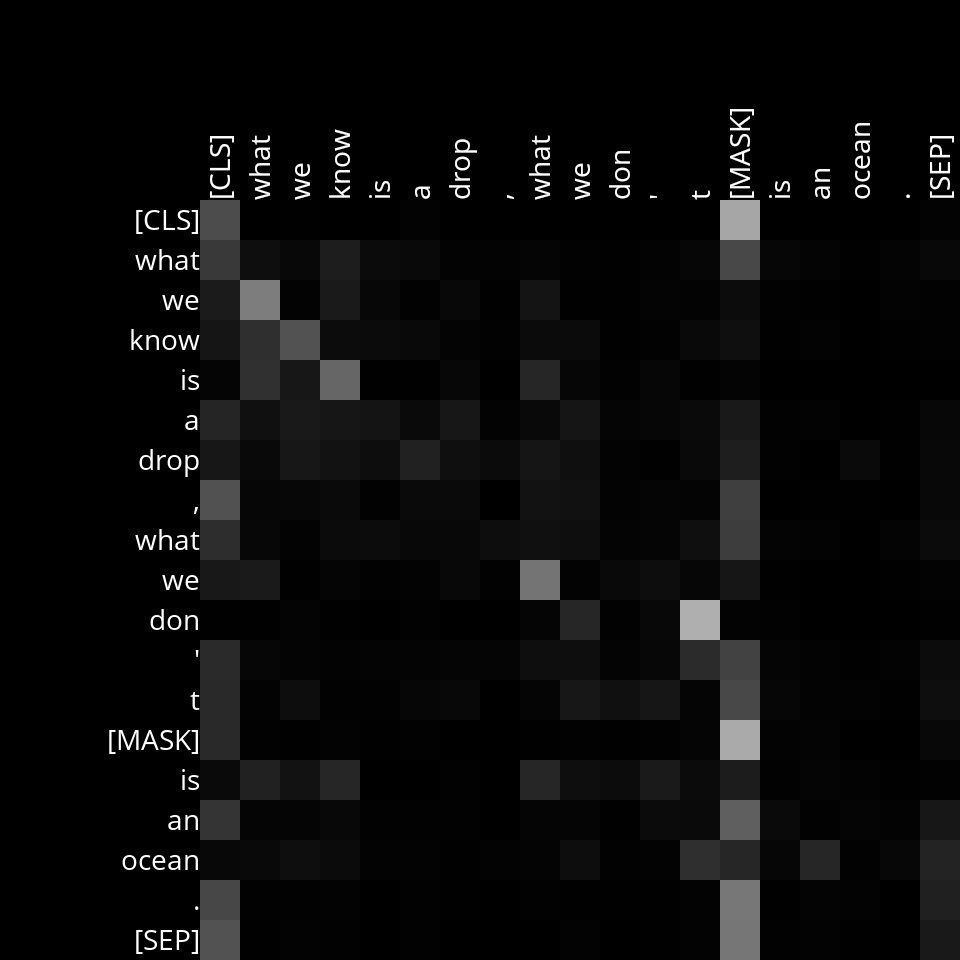 [CLS] what we know is a drop , what we don ' t [MASK] is an ocean . [SEP]
[CLS]
what
we
know
is
a
drop
,
what
we
don
'
t
[MASK]
is
an
ocean
.
[SEP]